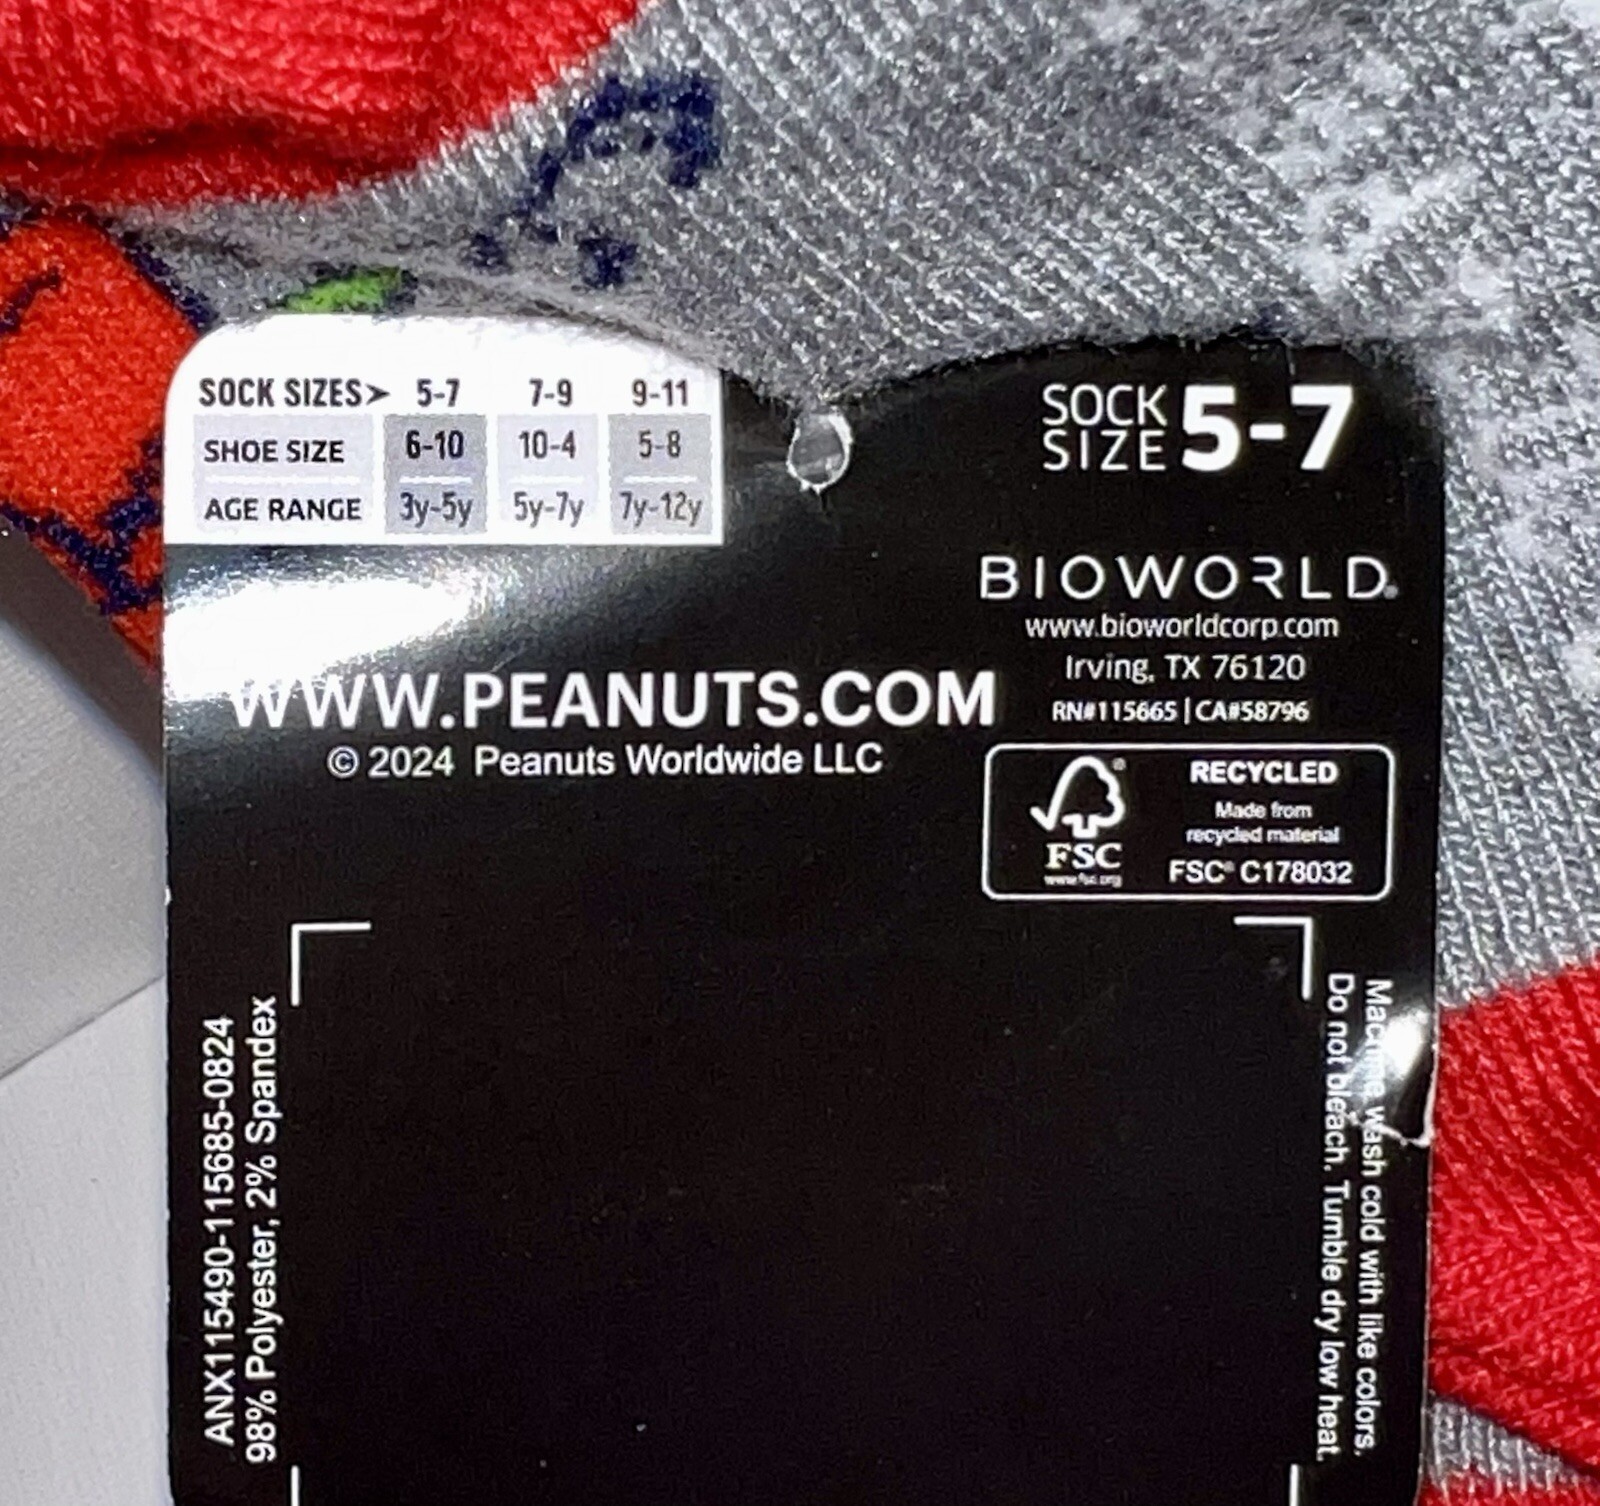 SOCK SIZES> 5-7 7-9 9-11
SHOE SIZE 6-10 10-4 5-8
AGE RANGE 3y-5y 5y-7y 7y-12y
SOCK
SIZE 5-7
BIOWORLD®
www.bioworldcorp.com
Irving, TX 76120
RN#115665 | CA#58796
WWW.PEANUTS.COM
© 2024 Peanuts Worldwide LLC
®
FSC
www.fsc.org
RECYCLED
Made from
recycled material
FSC® C178032
ANX115490-115685-0824
98% Polyester, 2% Spandex
Machine wash cold with like colors.
Do not bleach. Tumble dry low heat.